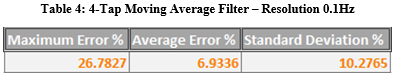 Table 4: 4-Tap Moving Average Filter – Resolution 0.1Hz
Maximum Error % Average Error % Standard Deviation %
26.7827 6.9336 10.2765